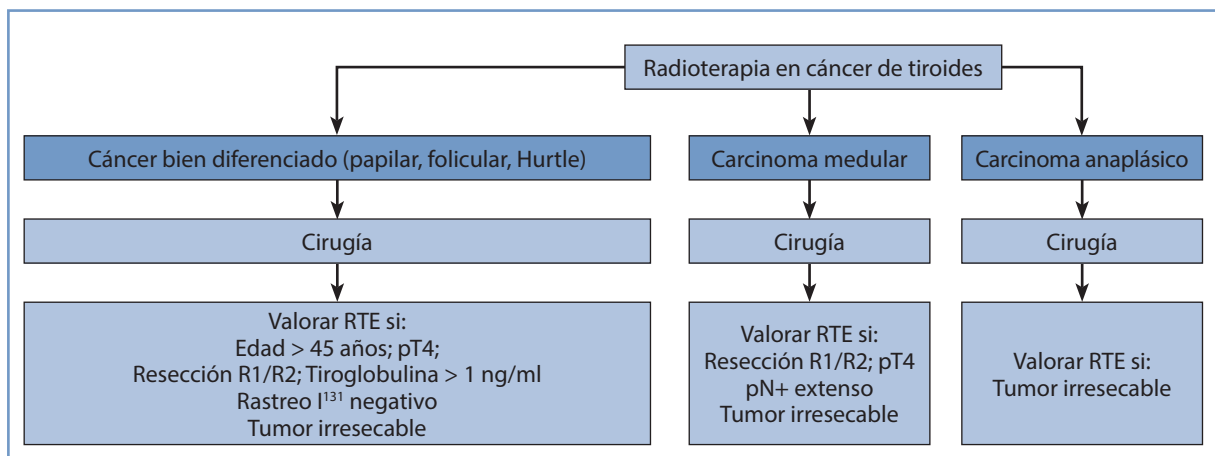 Radioterapia en cáncer de tiroides
Cáncer bien diferenciado (papilar, folicular, Hurtle)
Carcinoma medular
Carcinoma anaplásico
Cirugía
Cirugía
Cirugía
Valorar RTE si:
Edad > 45 años; pT4;
Resección R1/R2; Tiroglobulina > 1 ng/ml
Rastreo I¹³¹ negativo
Tumor irresecable
Valorar RTE si:
Resección R1/R2; pT4
pN+ extenso
Tumor irresecable
Valorar RTE si:
Tumor irresecable